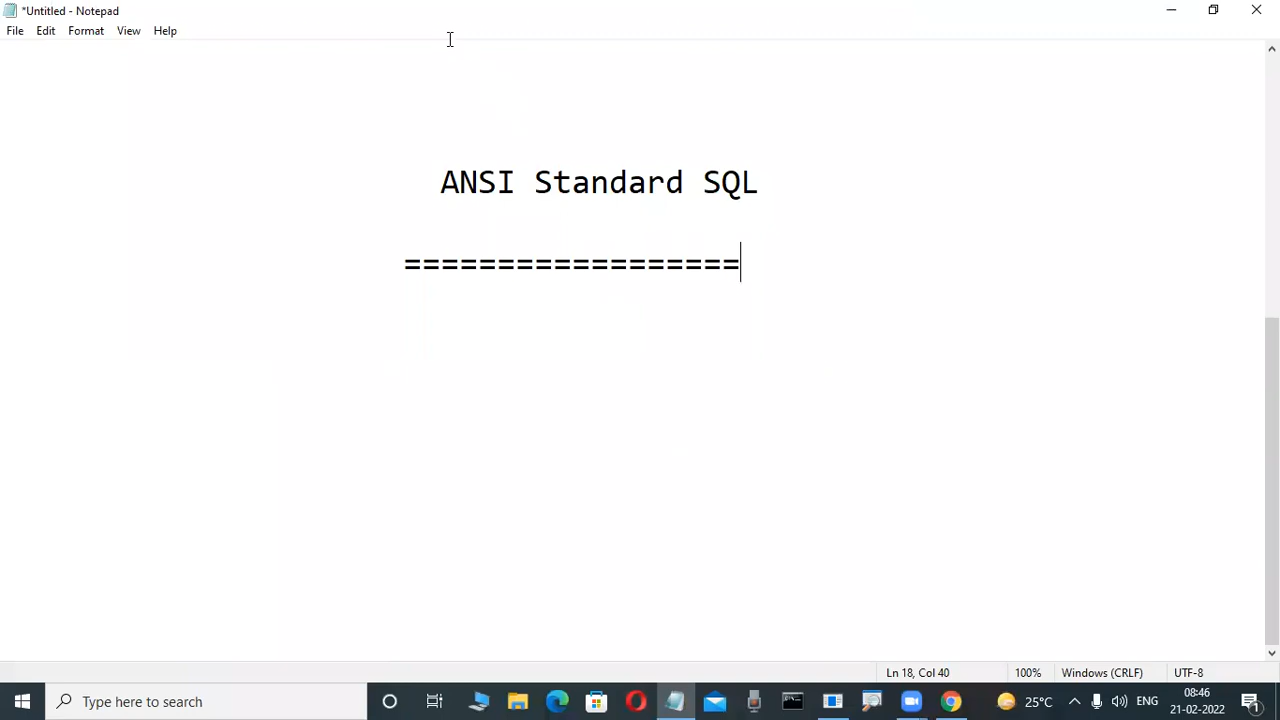 *Untitled - Notepad
File Edit Format View Help
ANSI Standard SQL
==================
Ln 18, Col 40 100% Windows (CRLF) UTF-8
Type here to search
25°C ENG
08:46
21-02-2022
1